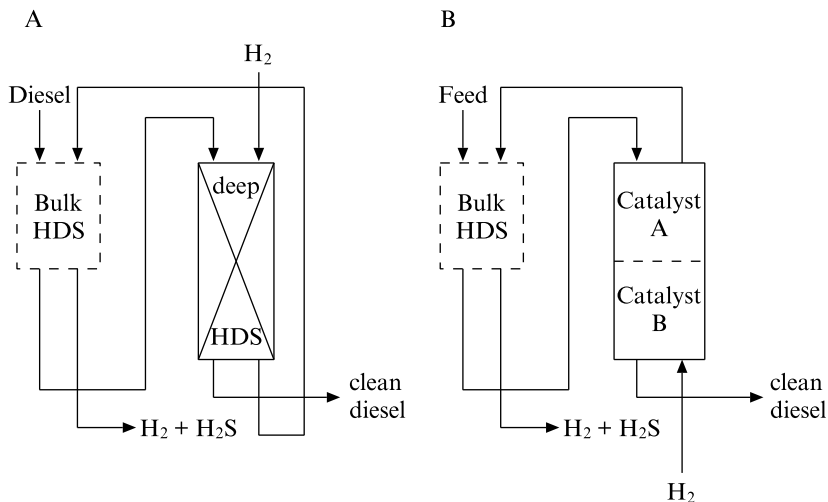 A
H₂
Diesel
Bulk
HDS
deep
HDS
clean
diesel
H₂ + H₂S
B
Feed
Bulk
HDS
Catalyst
A
Catalyst
B
clean
diesel
H₂ + H₂S
H₂